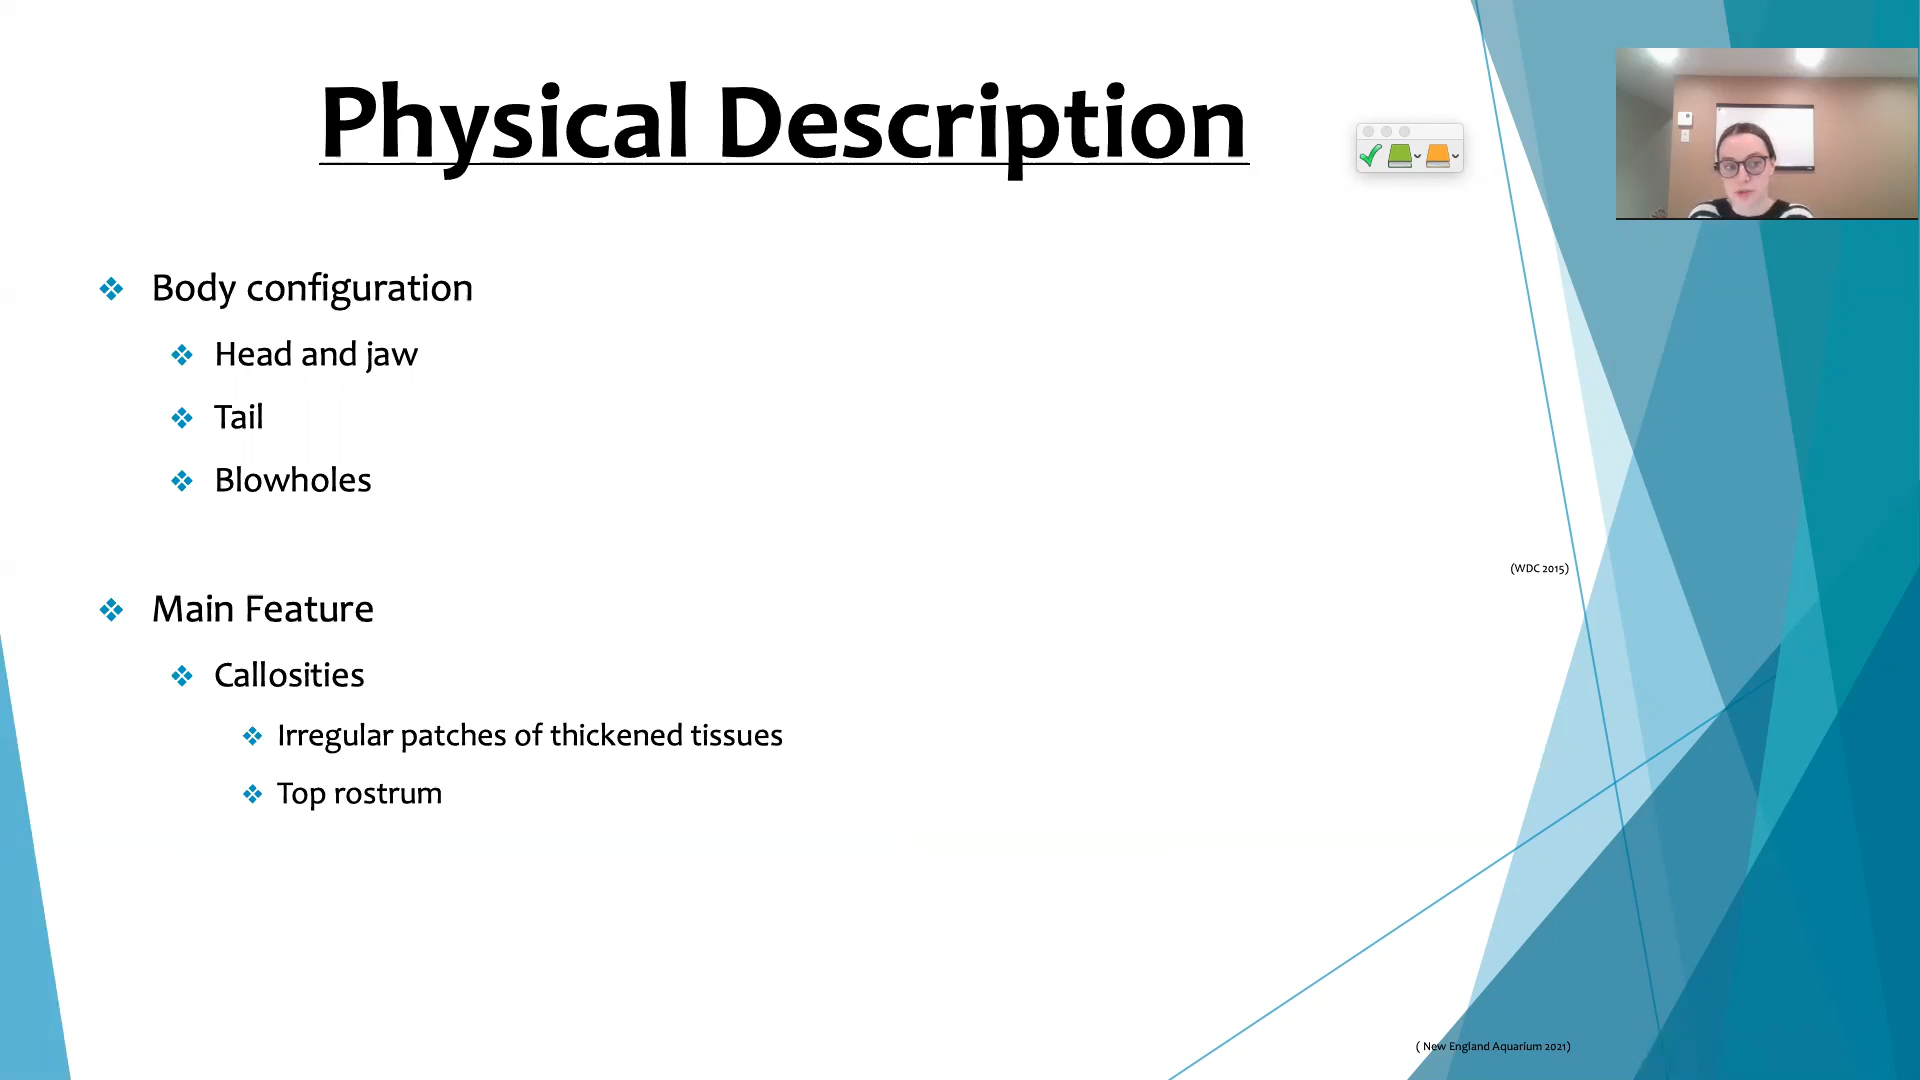 Physical Description
Body configuration
Head and jaw
Tail
Blowholes
(WDC 2015)
Main Feature
Callosities
Irregular patches of thickened tissues
Top rostrum
( New England Aquarium 2021)